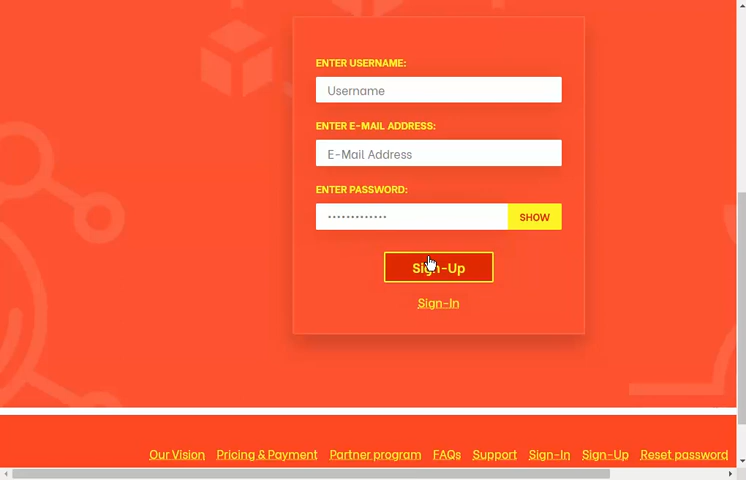 ENTER USERNAME:
Username
ENTER E-MAIL ADDRESS:
E-Mail Address
ENTER PASSWORD:
SHOW
Sign-Up
Sign-In
Our Vision Pricing & Payment Partner program FAQs Support Sign-In Sign-Up Reset password